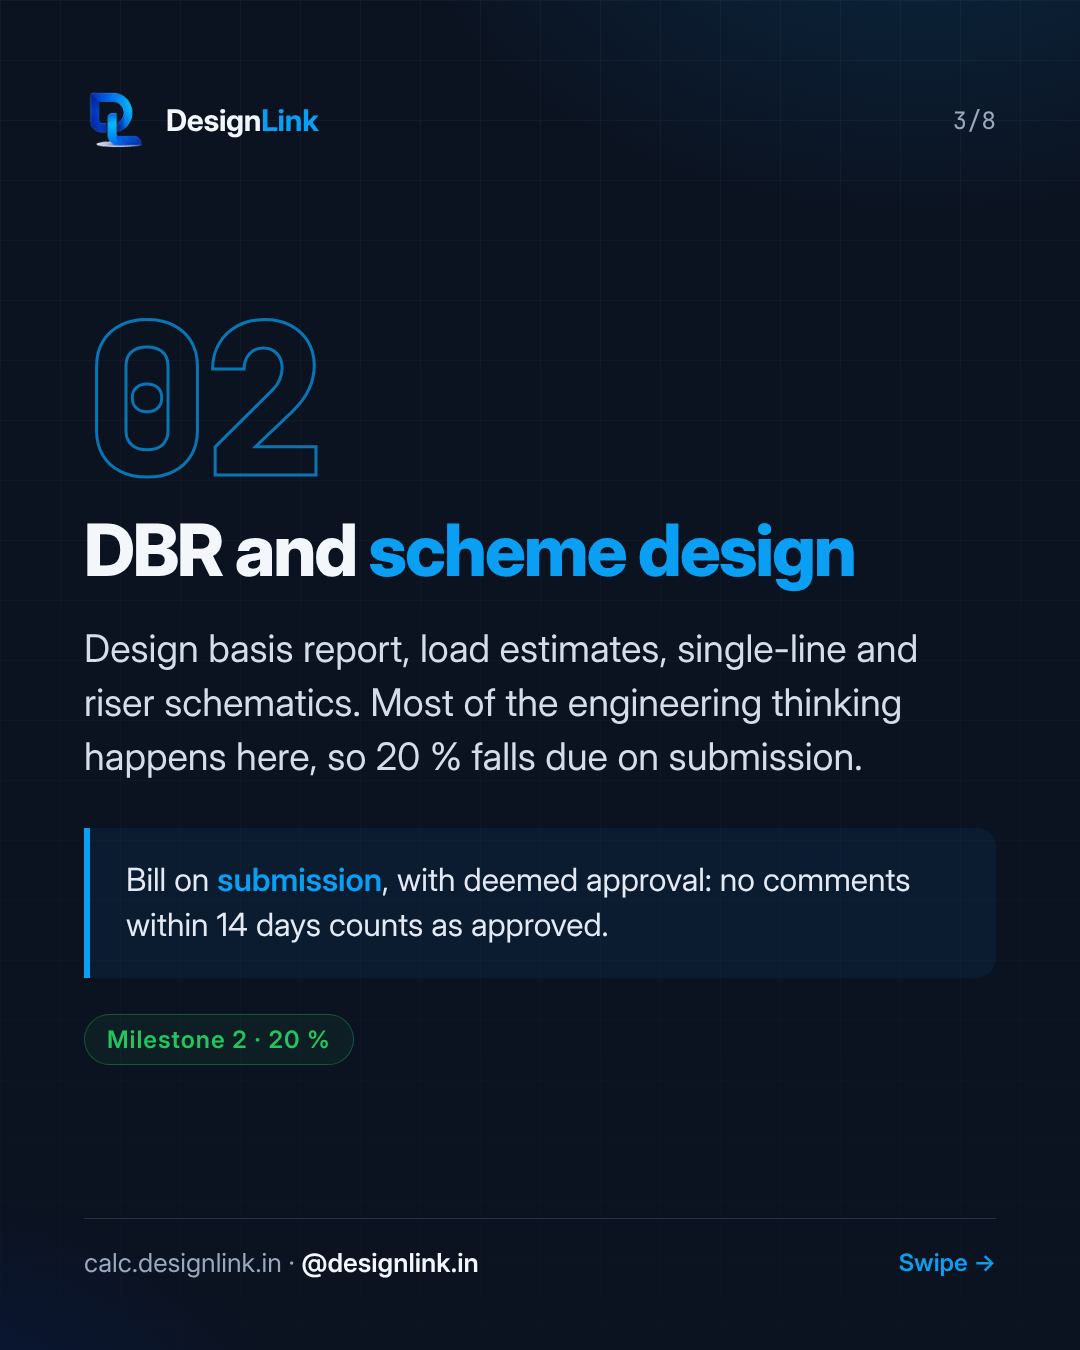 DesignLink
3/8
02
DBR and scheme design
Design basis report, load estimates, single-line and
riser schematics. Most of the engineering thinking
happens here, so 20 % falls due on submission.
Bill on submission, with deemed approval: no comments
within 14 days counts as approved.
Milestone 2 · 20 %
calc.designlink.in · @designlink.in
Swipe →